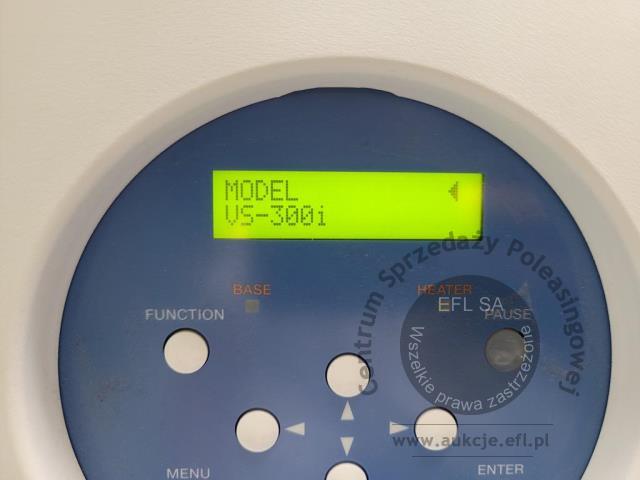 MODEL
VS-300i
BASE
HEATER
FUNCTION
PAUSE
MENU
ENTER
Centrum Sprzedaży Poleasingowej
EFL SA
Wszelkie prawa zastrzeżone
www.aukcje.efl.pl